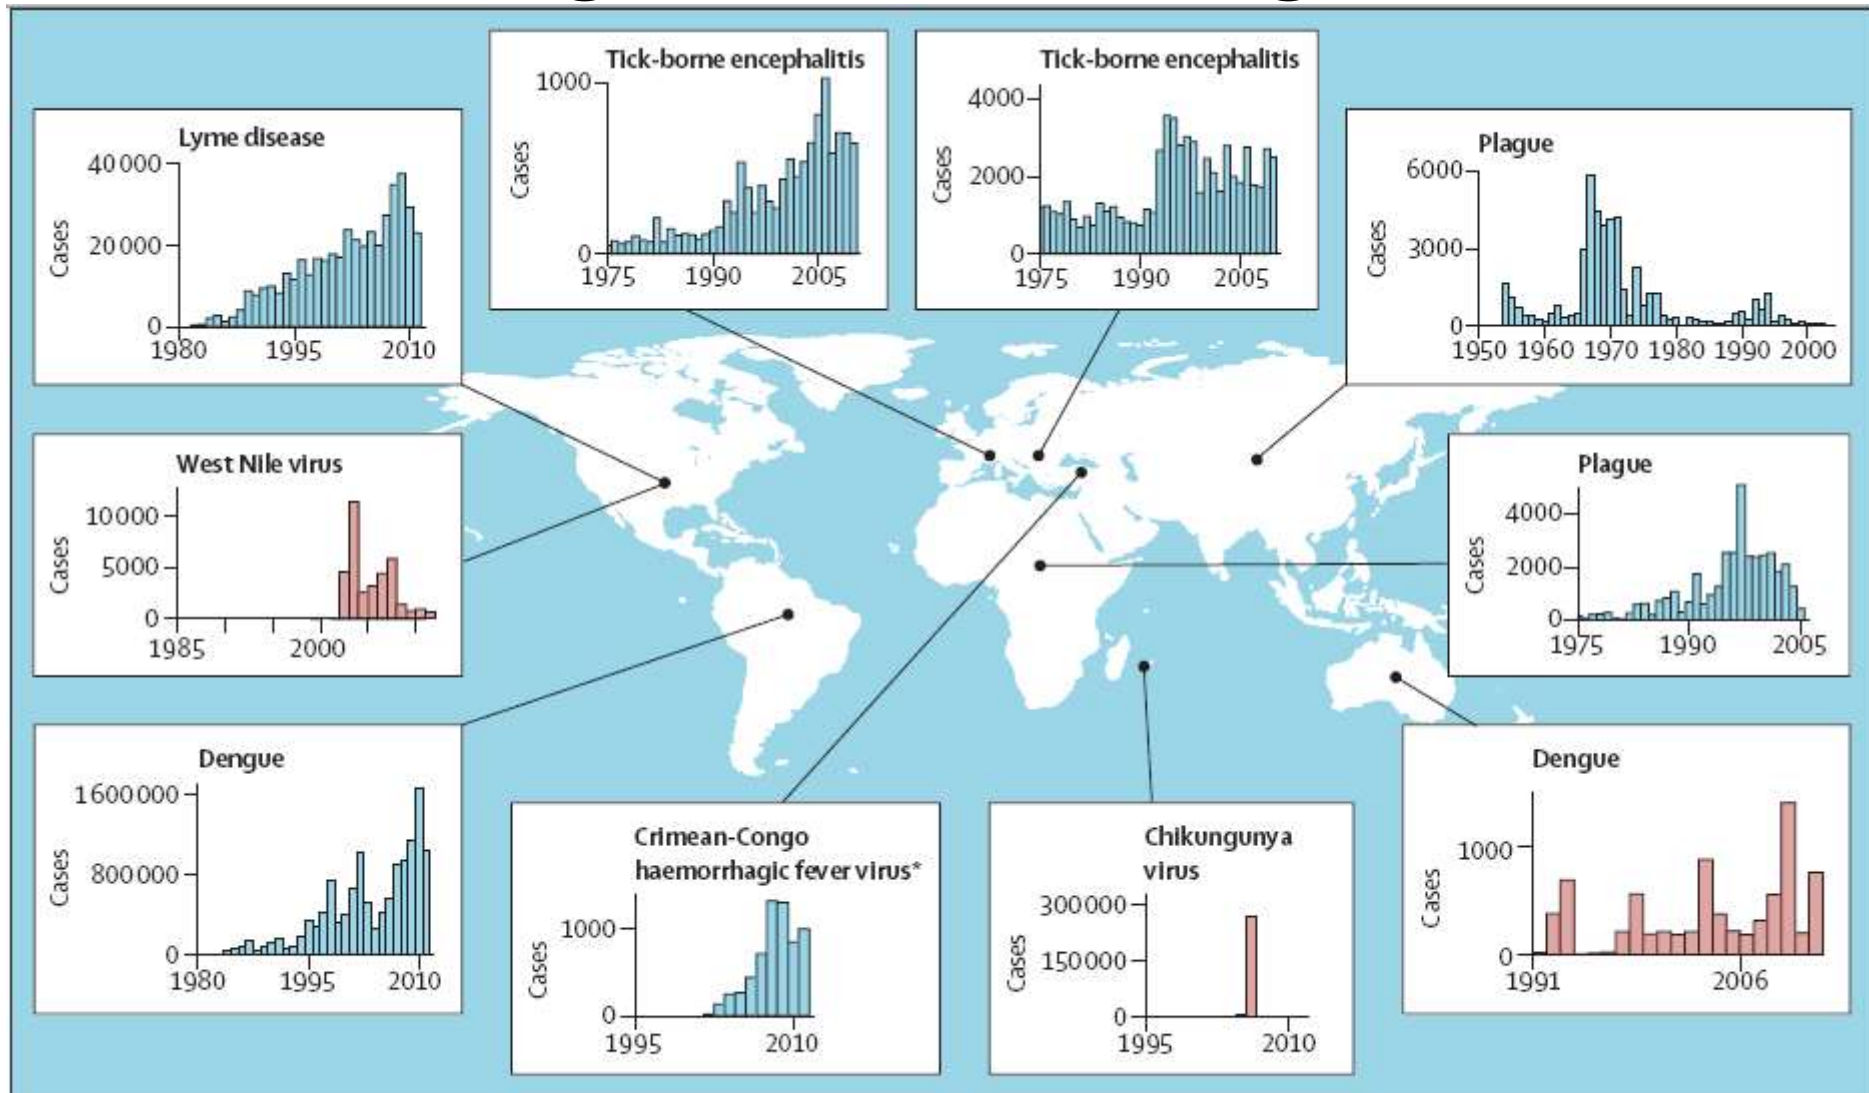 Tick-borne encephalitis
1000
0
Cases
1975 1990 2005
Tick-borne encephalitis
4000
2000
0
Cases
1975 1990 2005
Lyme disease
40 000
20 000
0
Cases
1980 1995 2010
Plague
6000
3000
0
Cases
1950 1960 1970 1980 1990 2000
West Nile virus
10 000
5000
0
Cases
1985 2000
Plague
4000
2000
0
Cases
1975 1990 2005
Dengue
1 600 000
800 000
0
Cases
1980 1995 2010
Crimean-Congo
haemorrhagic fever virus*
1000
0
Cases
1995 2010
Chikungunya
virus
300 000
150 000
0
Cases
1995 2010
Dengue
1000
0
Cases
1991 2006